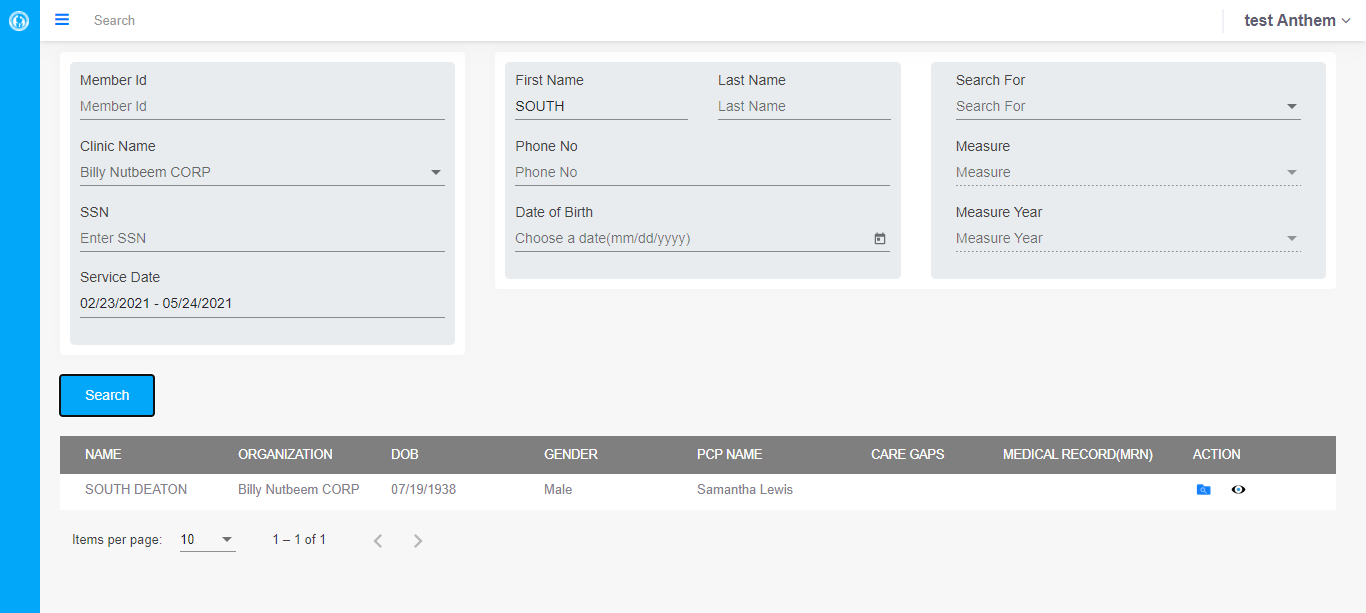 Search
test Anthem
Member Id
Member Id
Clinic Name
Billy Nutbeem CORP
SSN
Enter SSN
Service Date
02/23/2021 - 05/24/2021
First Name Last Name
SOUTH Last Name
Phone No
Phone No
Date of Birth
Choose a date(mm/dd/yyyy)
Search For
Search For
Measure
Measure
Measure Year
Measure Year
Search
NAME ORGANIZATION DOB GENDER PCP NAME CARE GAPS MEDICAL RECORD(MRN) ACTION
SOUTH DEATON Billy Nutbeem CORP 07/19/1938 Male Samantha Lewis
Items per page: 10 1 – 1 of 1